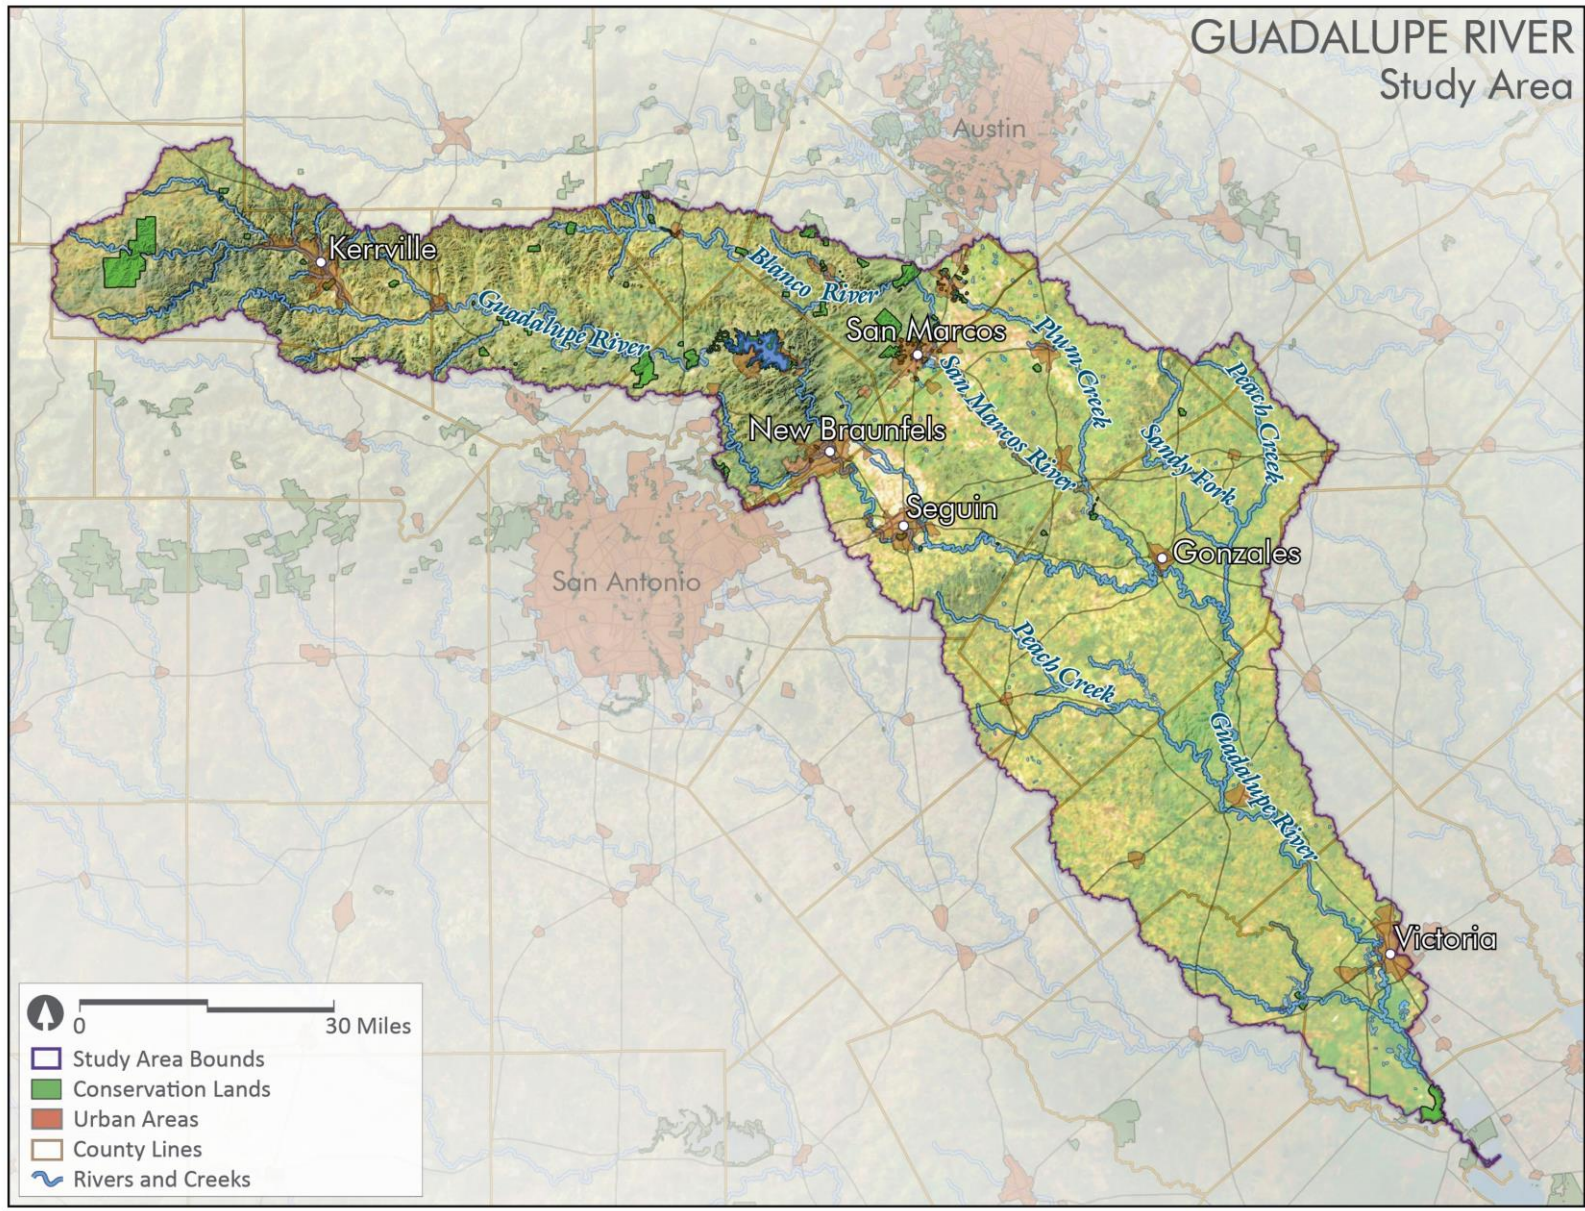 GUADALUPE RIVER
Study Area
Austin
Kerrville
Blanco River
Guadalupe River
San Marcos
Plum Creek
Peach Creek
San Marcos River
New Braunfels
Sandy Fork
Seguin
Gonzales
San Antonio
Peach Creek
Guadalupe River
Victoria
0 30 Miles
Study Area Bounds
Conservation Lands
Urban Areas
County Lines
Rivers and Creeks